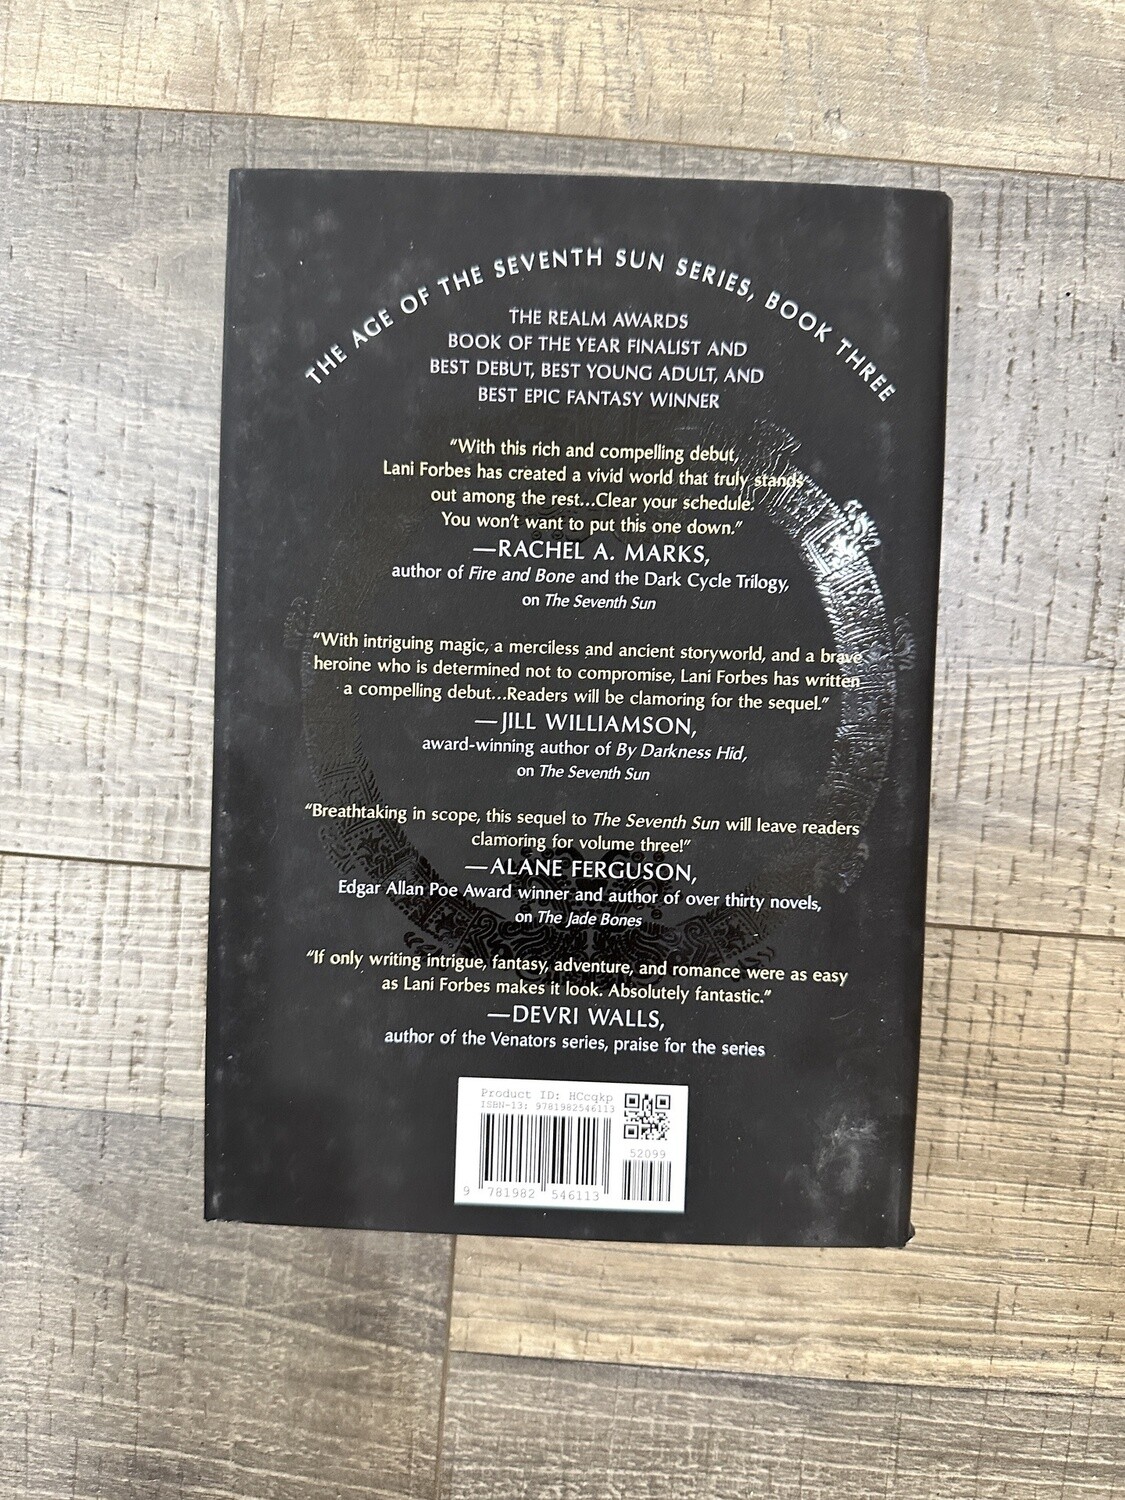 THE AGE OF THE SEVENTH SUN SERIES, BOOK THREE
THE REALM AWARDS
BOOK OF THE YEAR FINALIST AND
BEST DEBUT, BEST YOUNG ADULT, AND
BEST EPIC FANTASY WINNER
“With this rich and compelling debut,
Lani Forbes has created a vivid world that truly stands
out among the rest...Clear your schedule.
You won’t want to put this one down.”
—RACHEL A. MARKS,
author of Fire and Bone and the Dark Cycle Trilogy,
on The Seventh Sun
“With intriguing magic, a merciless and ancient storyworld, and a brave
heroine who is determined not to compromise, Lani Forbes has written
a compelling debut...Readers will be clamoring for the sequel.”
—JILL WILLIAMSON,
award-winning author of By Darkness Hid,
on The Seventh Sun
“Breathtaking in scope, this sequel to The Seventh Sun will leave readers
clamoring for volume three!”
—ALANE FERGUSON,
Edgar Allan Poe Award winner and author of over thirty novels,
on The Jade Bones
“If only writing intrigue, fantasy, adventure, and romance were as easy
as Lani Forbes makes it look. Absolutely fantastic.”
—DEVRI WALLS,
author of the Venators series, praise for the series
Product ID: HCcqkp
ISBN-13: 9781982546113
52099
9 781982 546113